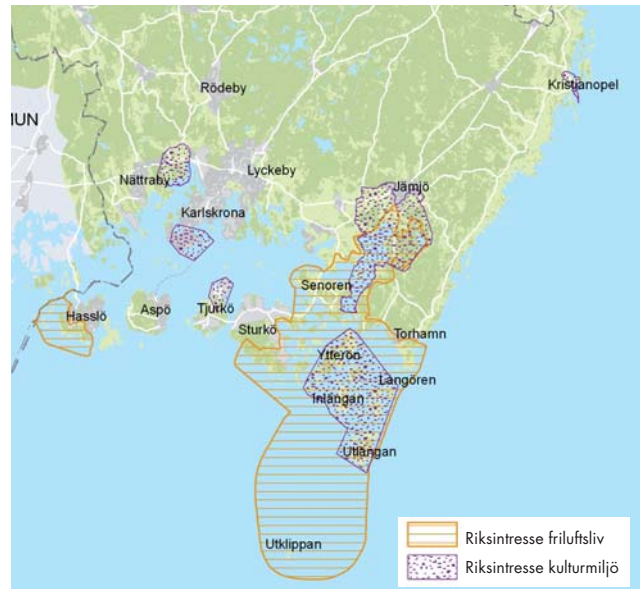 Kristianopel
Rödeby
MUN
Lyckeby
Nättraby
Jämjö
Karlskrona
Senoren
Hasslö
Aspö
Tjurkö
Sturkö
Torhamn
Ytterön
Långören
Inlängan
Utlängan
Utklippan
Riksintresse friluftsliv
Riksintresse kulturmiljö